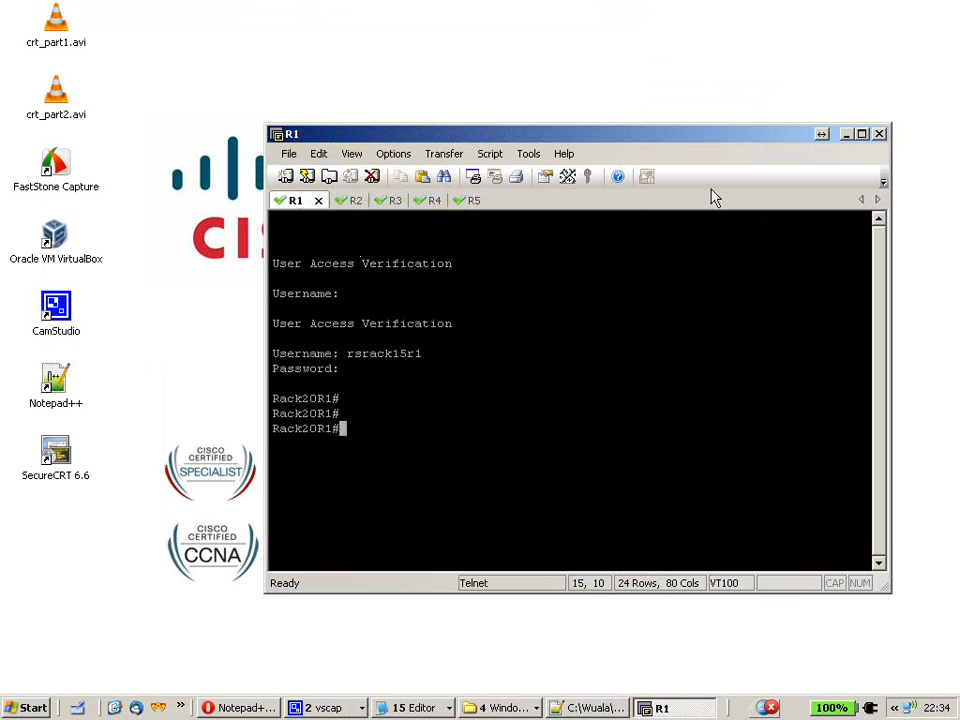 crt_part1.avi
crt_part2.avi
FastStone Capture
Oracle VM VirtualBox
CamStudio
Notepad++
SecureCRT 6.6
CIS
CISCO
CERTIFIED
SPECIALIST
CISCO
CERTIFIED
CCNA
R1
File Edit View Options Transfer Script Tools Help
R1 R2 R3 R4 R5
User Access Verification
Username:
User Access Verification
Username: rsrack15r1
Password:
Rack20R1#
Rack20R1#
Rack20R1#
Ready Telnet 15, 10 24 Rows, 80 Cols VT100 CAP NUM
Start Notepad+... 2 vscap 15 Editor 4 Windo... C:\Wuala\... R1 100% 22:34